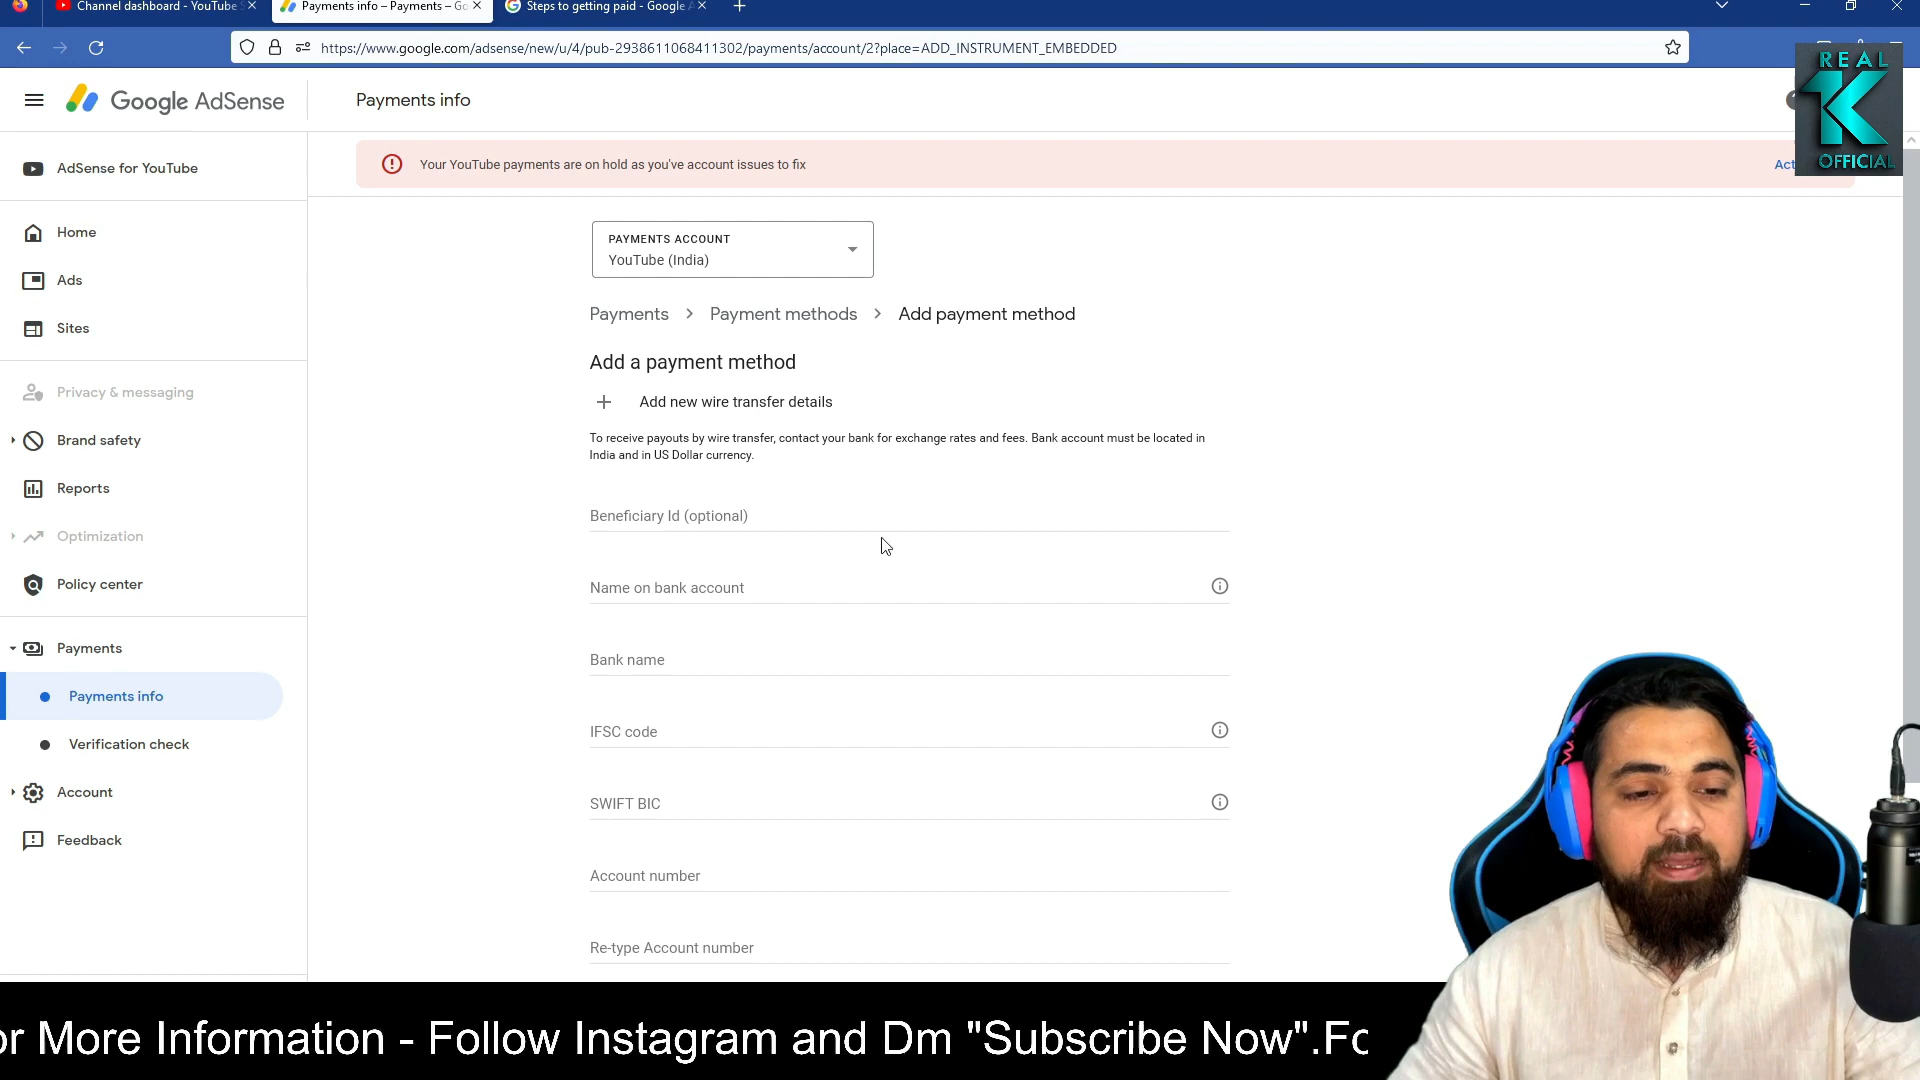 Channel dashboard - YouTube S
Payments info – Payments – Go
Steps to getting paid - Google A
https://www.google.com/adsense/new/u/4/pub-2938611068411302/payments/account/2?place=ADD_INSTRUMENT_EMBEDDED
REAL
1K
OFFICIAL
Google AdSense
Payments info
AdSense for YouTube
Your YouTube payments are on hold as you've account issues to fix
Act
Home
Ads
Sites
Privacy & messaging
Brand safety
Reports
Optimization
Policy center
Payments
Payments info
Verification check
Account
Feedback
PAYMENTS ACCOUNT
YouTube (India)
Payments > Payment methods > Add payment method
Add a payment method
+ Add new wire transfer details
To receive payouts by wire transfer, contact your bank for exchange rates and fees. Bank account must be located in
India and in US Dollar currency.
Beneficiary Id (optional)
Name on bank account
Bank name
IFSC code
SWIFT BIC
Account number
Re-type Account number
or More Information - Follow Instagram and Dm "Subscribe Now".Fo